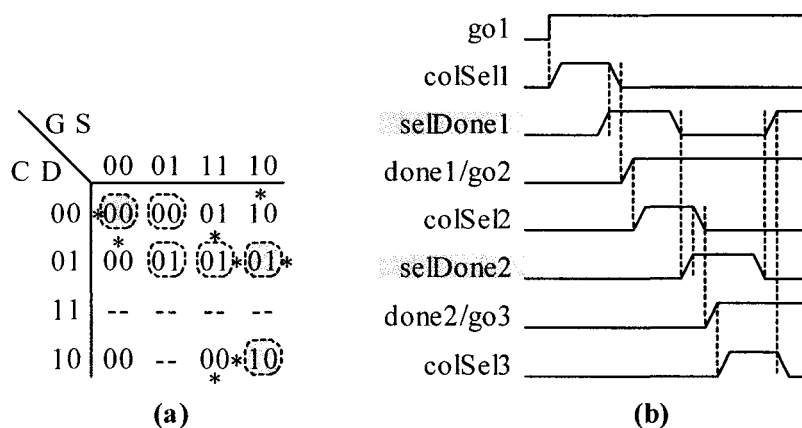 G S
C D
00 01 11 10
*
00 *00 00 01 10
* *
01 00 01 01* 01*
11 -- -- -- --
10 00 -- 00* 10
*
(a)
go1
colSel1
selDone1
done1/go2
colSel2
selDone2
done2/go3
colSel3
(b)